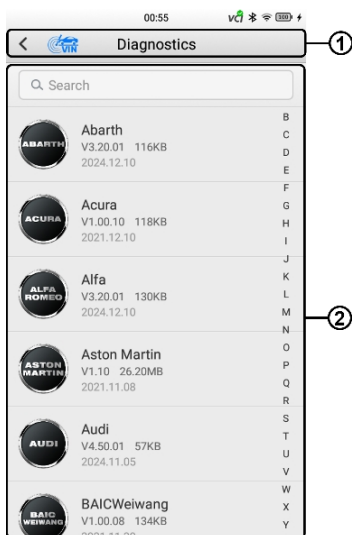 00:55
VCI
100
VIN
Diagnostics
1
Search
ABARTH
Abarth
V3.20.01 116KB
2024.12.10
ACURA
Acura
V1.00.10 118KB
2021.12.10
ALFA
ROMEO
Alfa
V3.20.01 130KB
2024.12.10
ASTON
MARTIN
Aston Martin
V1.10 26.20MB
2021.11.08
AUDI
Audi
V4.50.01 57KB
2024.11.05
BAIC
WEIWANG
BAICWeiwang
V1.00.08 134KB
B
C
D
E
F
G
H
I
J
K
L
M
N
O
P
Q
R
S
T
U
V
W
X
Y
2